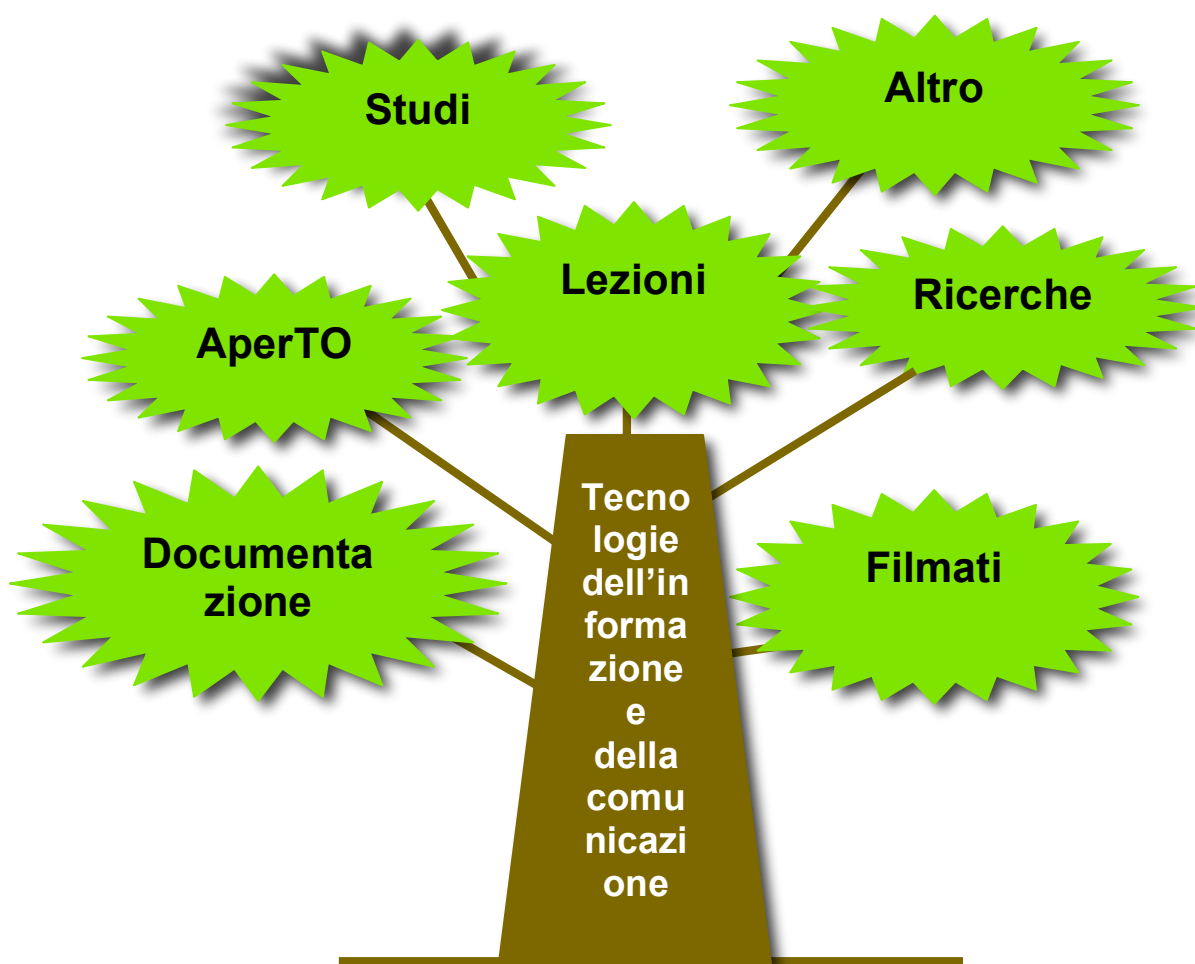 Studi
Altro
Lezioni
Ricerche
AperTO
Documenta
zione
Filmati
Tecno
logie
dell’in
forma
zione
e
della
comu
nicazi
one